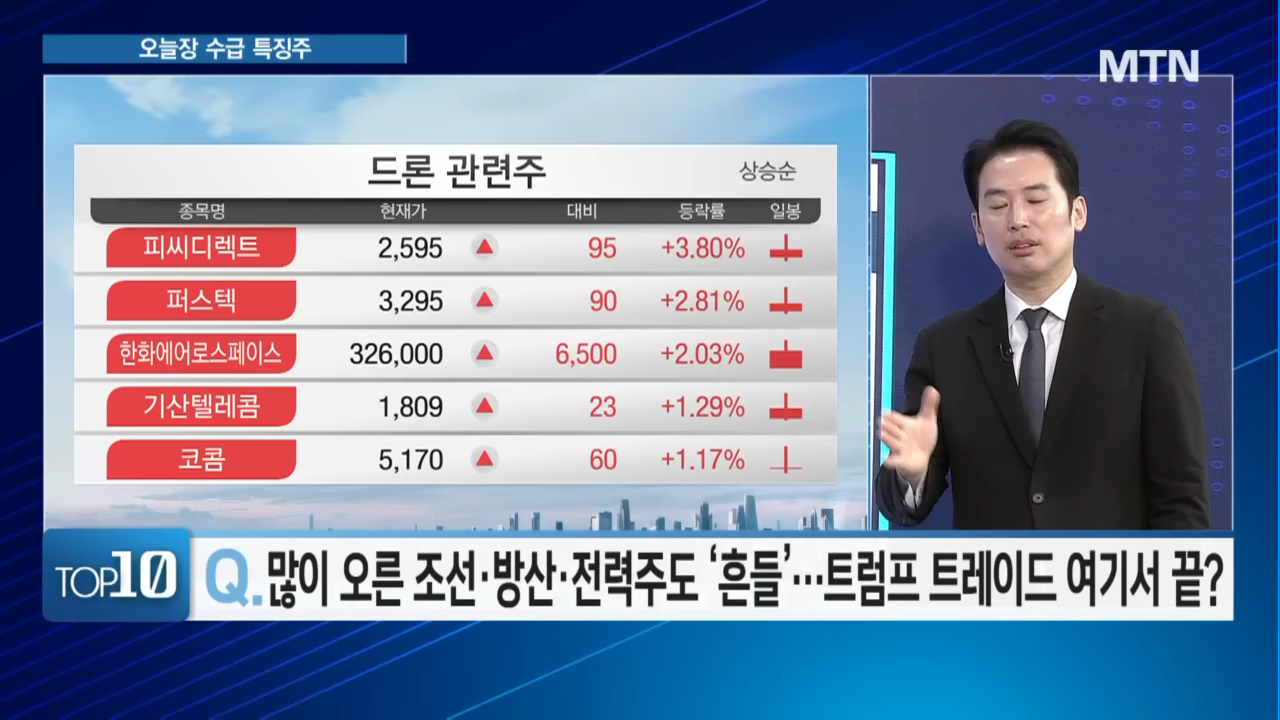 오늘장 수급 특징주
MTN
드론 관련주
상승순
종목명 현재가 대비 등락률 일봉
피씨디렉트 2,595 ▲ 95 +3.80%
퍼스텍 3,295 ▲ 90 +2.81%
한화에어로스페이스 326,000 ▲ 6,500 +2.03%
기산텔레콤 1,809 ▲ 23 +1.29%
코콤 5,170 ▲ 60 +1.17%
TOP10
Q. 많이 오른 조선·방산·전력주도 ‘흔들’…트럼프 트레이드 여기서 끝?